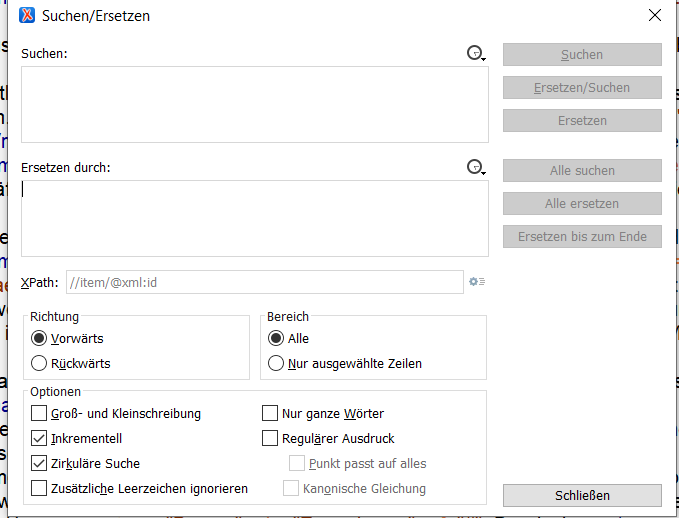 Suchen/Ersetzen
Suchen:
Suchen
Ersetzen/Suchen
Ersetzen
Ersetzen durch:
Alle suchen
Alle ersetzen
Ersetzen bis zum Ende
XPath: //item/@xml:id
Richtung
Vorwärts
Rückwärts
Bereich
Alle
Nur ausgewählte Zeilen
Optionen
Groß- und Kleinschreibung
Nur ganze Wörter
Inkrementell
Regulärer Ausdruck
Zirkuläre Suche
Punkt passt auf alles
Zusätzliche Leerzeichen ignorieren
Kanonische Gleichung
Schließen